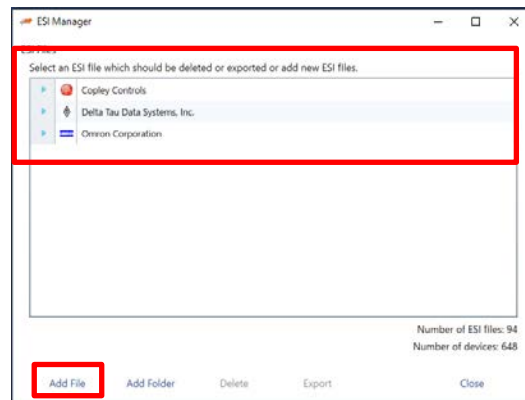 ESI Manager
ESI Files
Select an ESI file which should be deleted or exported or add new ESI files.
Copley Controls
Delta Tau Data Systems, Inc.
Omron Corporation
Number of ESI files: 94
Number of devices: 648
Add File Add Folder Delete Export Close